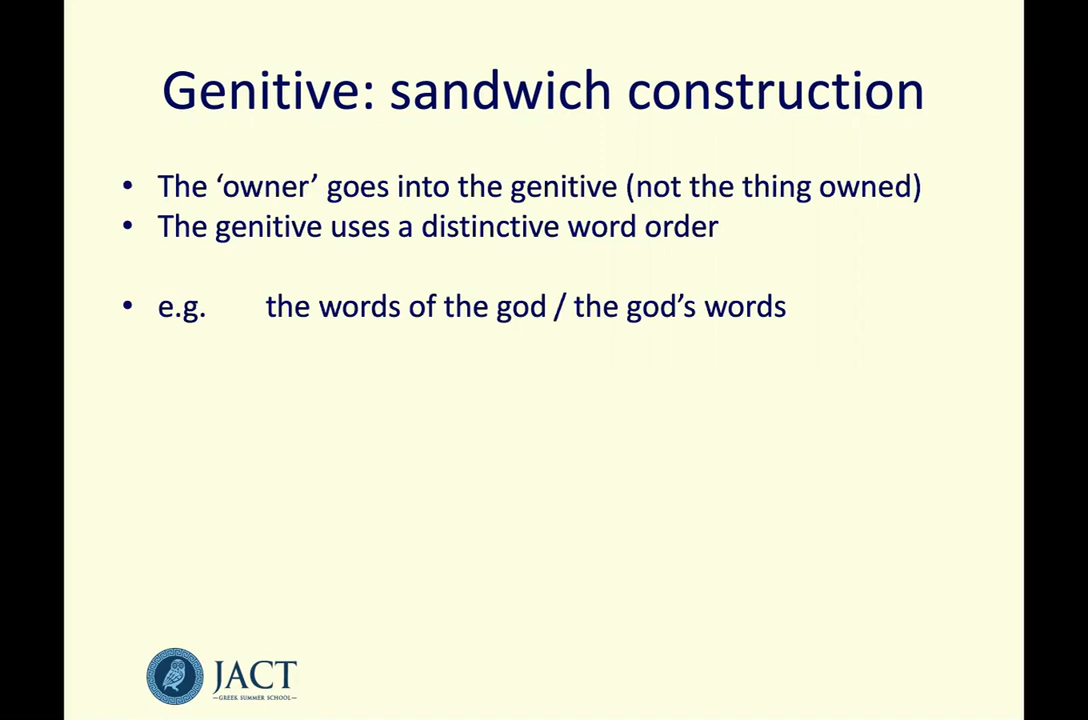 Genitive: sandwich construction
• The ‘owner’ goes into the genitive (not the thing owned)
• The genitive uses a distinctive word order
• e.g. the words of the god / the god’s words
JACT
—GREEK SUMMER SCHOOL—